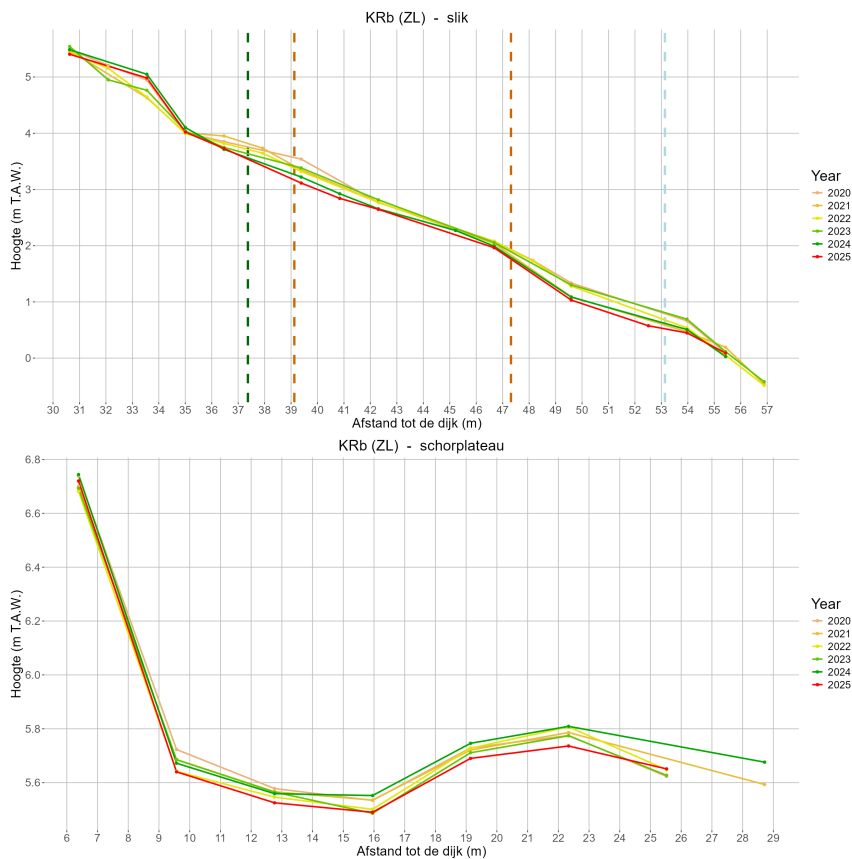 KRb (ZL) - slik
Hoogte (m T.A.W.)
5
4
3
2
1
0
30 31 32 33 34 35 36 37 38 39 40 41 42 43 44 45 46 47 48 49 50 51 52 53 54 55 56 57
Afstand tot de dijk (m)
Year
2020
2021
2022
2023
2024
2025
KRb (ZL) - schorplateau
Hoogte (m T.A.W.)
6.8
6.6
6.4
6.2
6.0
5.8
5.6
6 7 8 9 10 11 12 13 14 15 16 17 18 19 20 21 22 23 24 25 26 27 28 29
Afstand tot de dijk (m)
Year
2020
2021
2022
2023
2024
2025